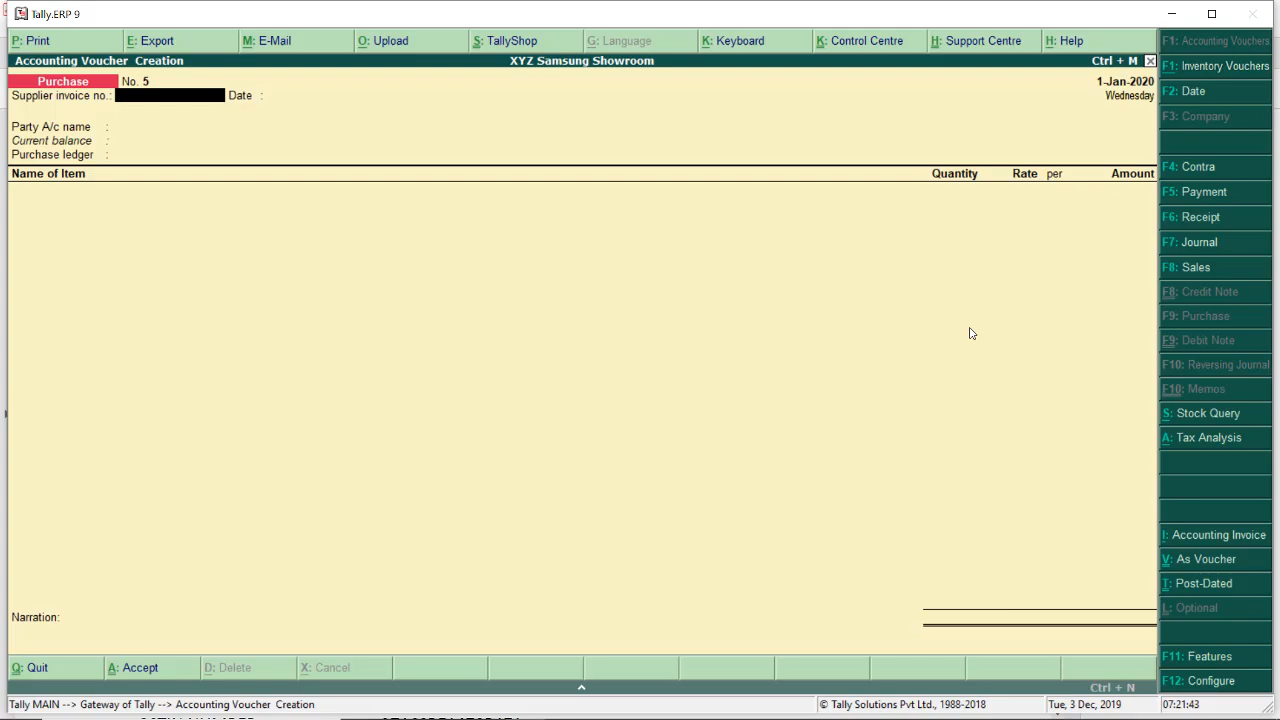 Tally.ERP 9
P: Print E: Export M: E-Mail O: Upload S: TallyShop G: Language K: Keyboard K: Control Centre H: Support Centre H: Help
Accounting Voucher Creation XYZ Samsung Showroom Ctrl + M
Purchase No. 5 1-Jan-2020
Supplier invoice no.: Date : Wednesday
Party A/c name :
Current balance :
Purchase ledger :
Name of Item Quantity Rate per Amount
Narration:
F1: Accounting Vouchers
F1: Inventory Vouchers
F2: Date
F3: Company
F4: Contra
F5: Payment
F6: Receipt
F7: Journal
F8: Sales
F8: Credit Note
F9: Purchase
F9: Debit Note
F10: Reversing Journal
F10: Memos
S: Stock Query
A: Tax Analysis
I: Accounting Invoice
V: As Voucher
T: Post-Dated
L: Optional
F11: Features
F12: Configure
Q: Quit A: Accept D: Delete X: Cancel
Ctrl + N
Tally MAIN --> Gateway of Tally --> Accounting Voucher Creation © Tally Solutions Pvt Ltd., 1988-2018 Tue, 3 Dec, 2019 07:21:43